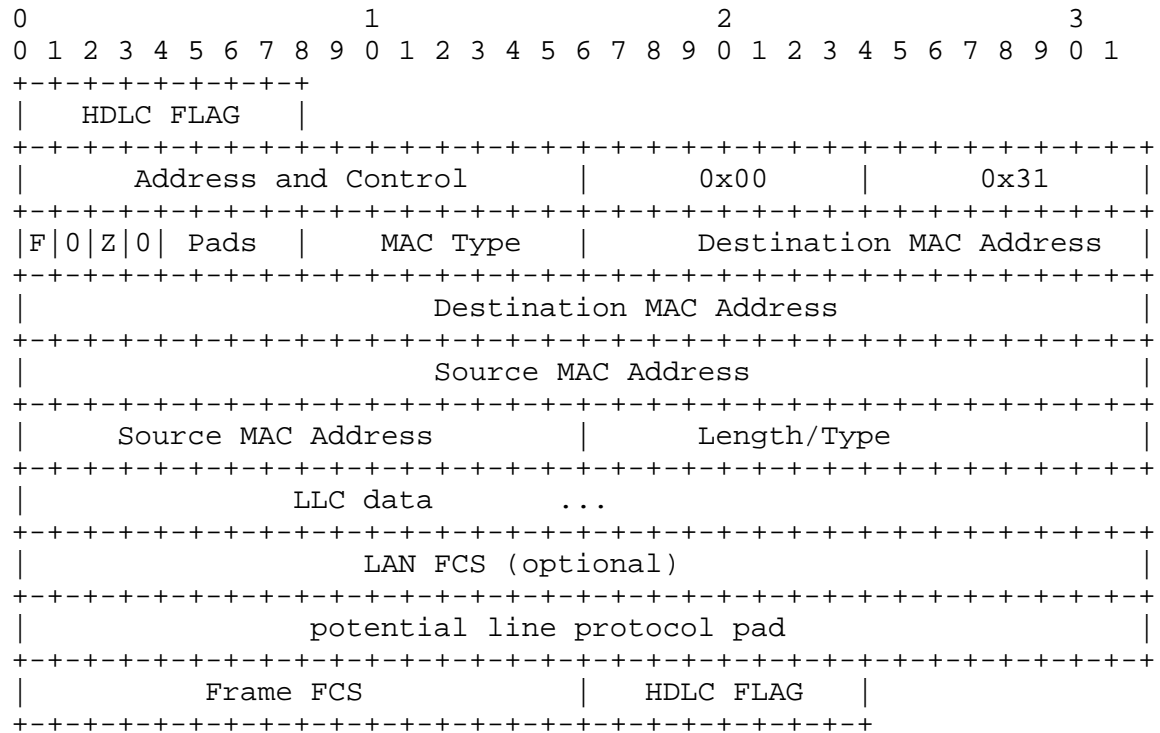 0                   1                   2                   3
0 1 2 3 4 5 6 7 8 9 0 1 2 3 4 5 6 7 8 9 0 1 2 3 4 5 6 7 8 9 0 1
+-+-+-+-+-+-+-+-+
|   HDLC FLAG   |
+-+-+-+-+-+-+-+-+-+-+-+-+-+-+-+-+-+-+-+-+-+-+-+-+-+-+-+-+-+-+-+-+
|      Address and Control      |      0x00     |      0x31     |
+-+-+-+-+-+-+-+-+-+-+-+-+-+-+-+-+-+-+-+-+-+-+-+-+-+-+-+-+-+-+-+-+
|F|0|Z|0| Pads  |    MAC Type   |      Destination MAC Address  |
+-+-+-+-+-+-+-+-+-+-+-+-+-+-+-+-+-+-+-+-+-+-+-+-+-+-+-+-+-+-+-+-+
|                       Destination MAC Address                 |
+-+-+-+-+-+-+-+-+-+-+-+-+-+-+-+-+-+-+-+-+-+-+-+-+-+-+-+-+-+-+-+-+
|                       Source MAC Address                      |
+-+-+-+-+-+-+-+-+-+-+-+-+-+-+-+-+-+-+-+-+-+-+-+-+-+-+-+-+-+-+-+-+
|     Source MAC Address        |      Length/Type              |
+-+-+-+-+-+-+-+-+-+-+-+-+-+-+-+-+-+-+-+-+-+-+-+-+-+-+-+-+-+-+-+-+
|               LLC data       ...
+-+-+-+-+-+-+-+-+-+-+-+-+-+-+-+-+-+-+-+-+-+-+-+-+-+-+-+-+-+-+-+-+
|                   LAN FCS (optional)                          |
+-+-+-+-+-+-+-+-+-+-+-+-+-+-+-+-+-+-+-+-+-+-+-+-+-+-+-+-+-+-+-+-+
|                potential line protocol pad                    |
+-+-+-+-+-+-+-+-+-+-+-+-+-+-+-+-+-+-+-+-+-+-+-+-+-+-+-+-+-+-+-+-+
|          Frame FCS            |   HDLC FLAG   |
+-+-+-+-+-+-+-+-+-+-+-+-+-+-+-+-+-+-+-+-+-+-+-+-+